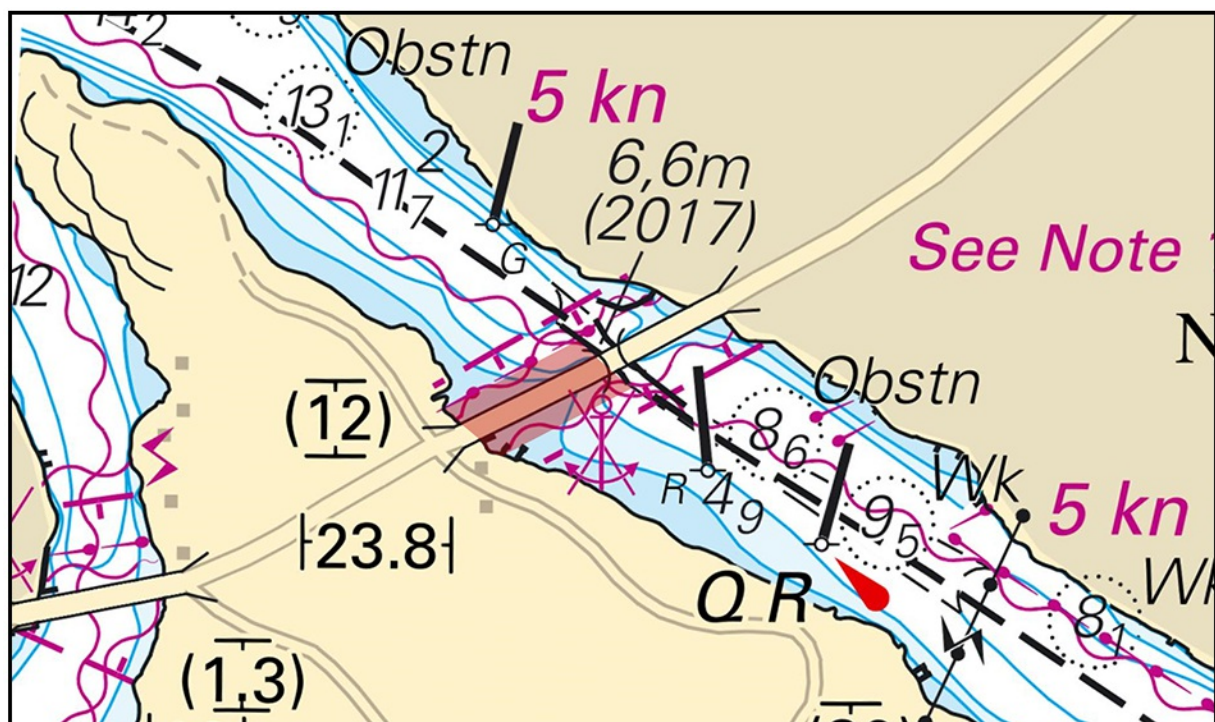 Obstn
13₁
5 kn
2
6,6m
(2017)
11₇
G
See Note
12
N
Obstn
(12)
8₆
Wk
R
4₉
9₅
5 kn
23.8
Q R
Wk
8₁
(1.3)